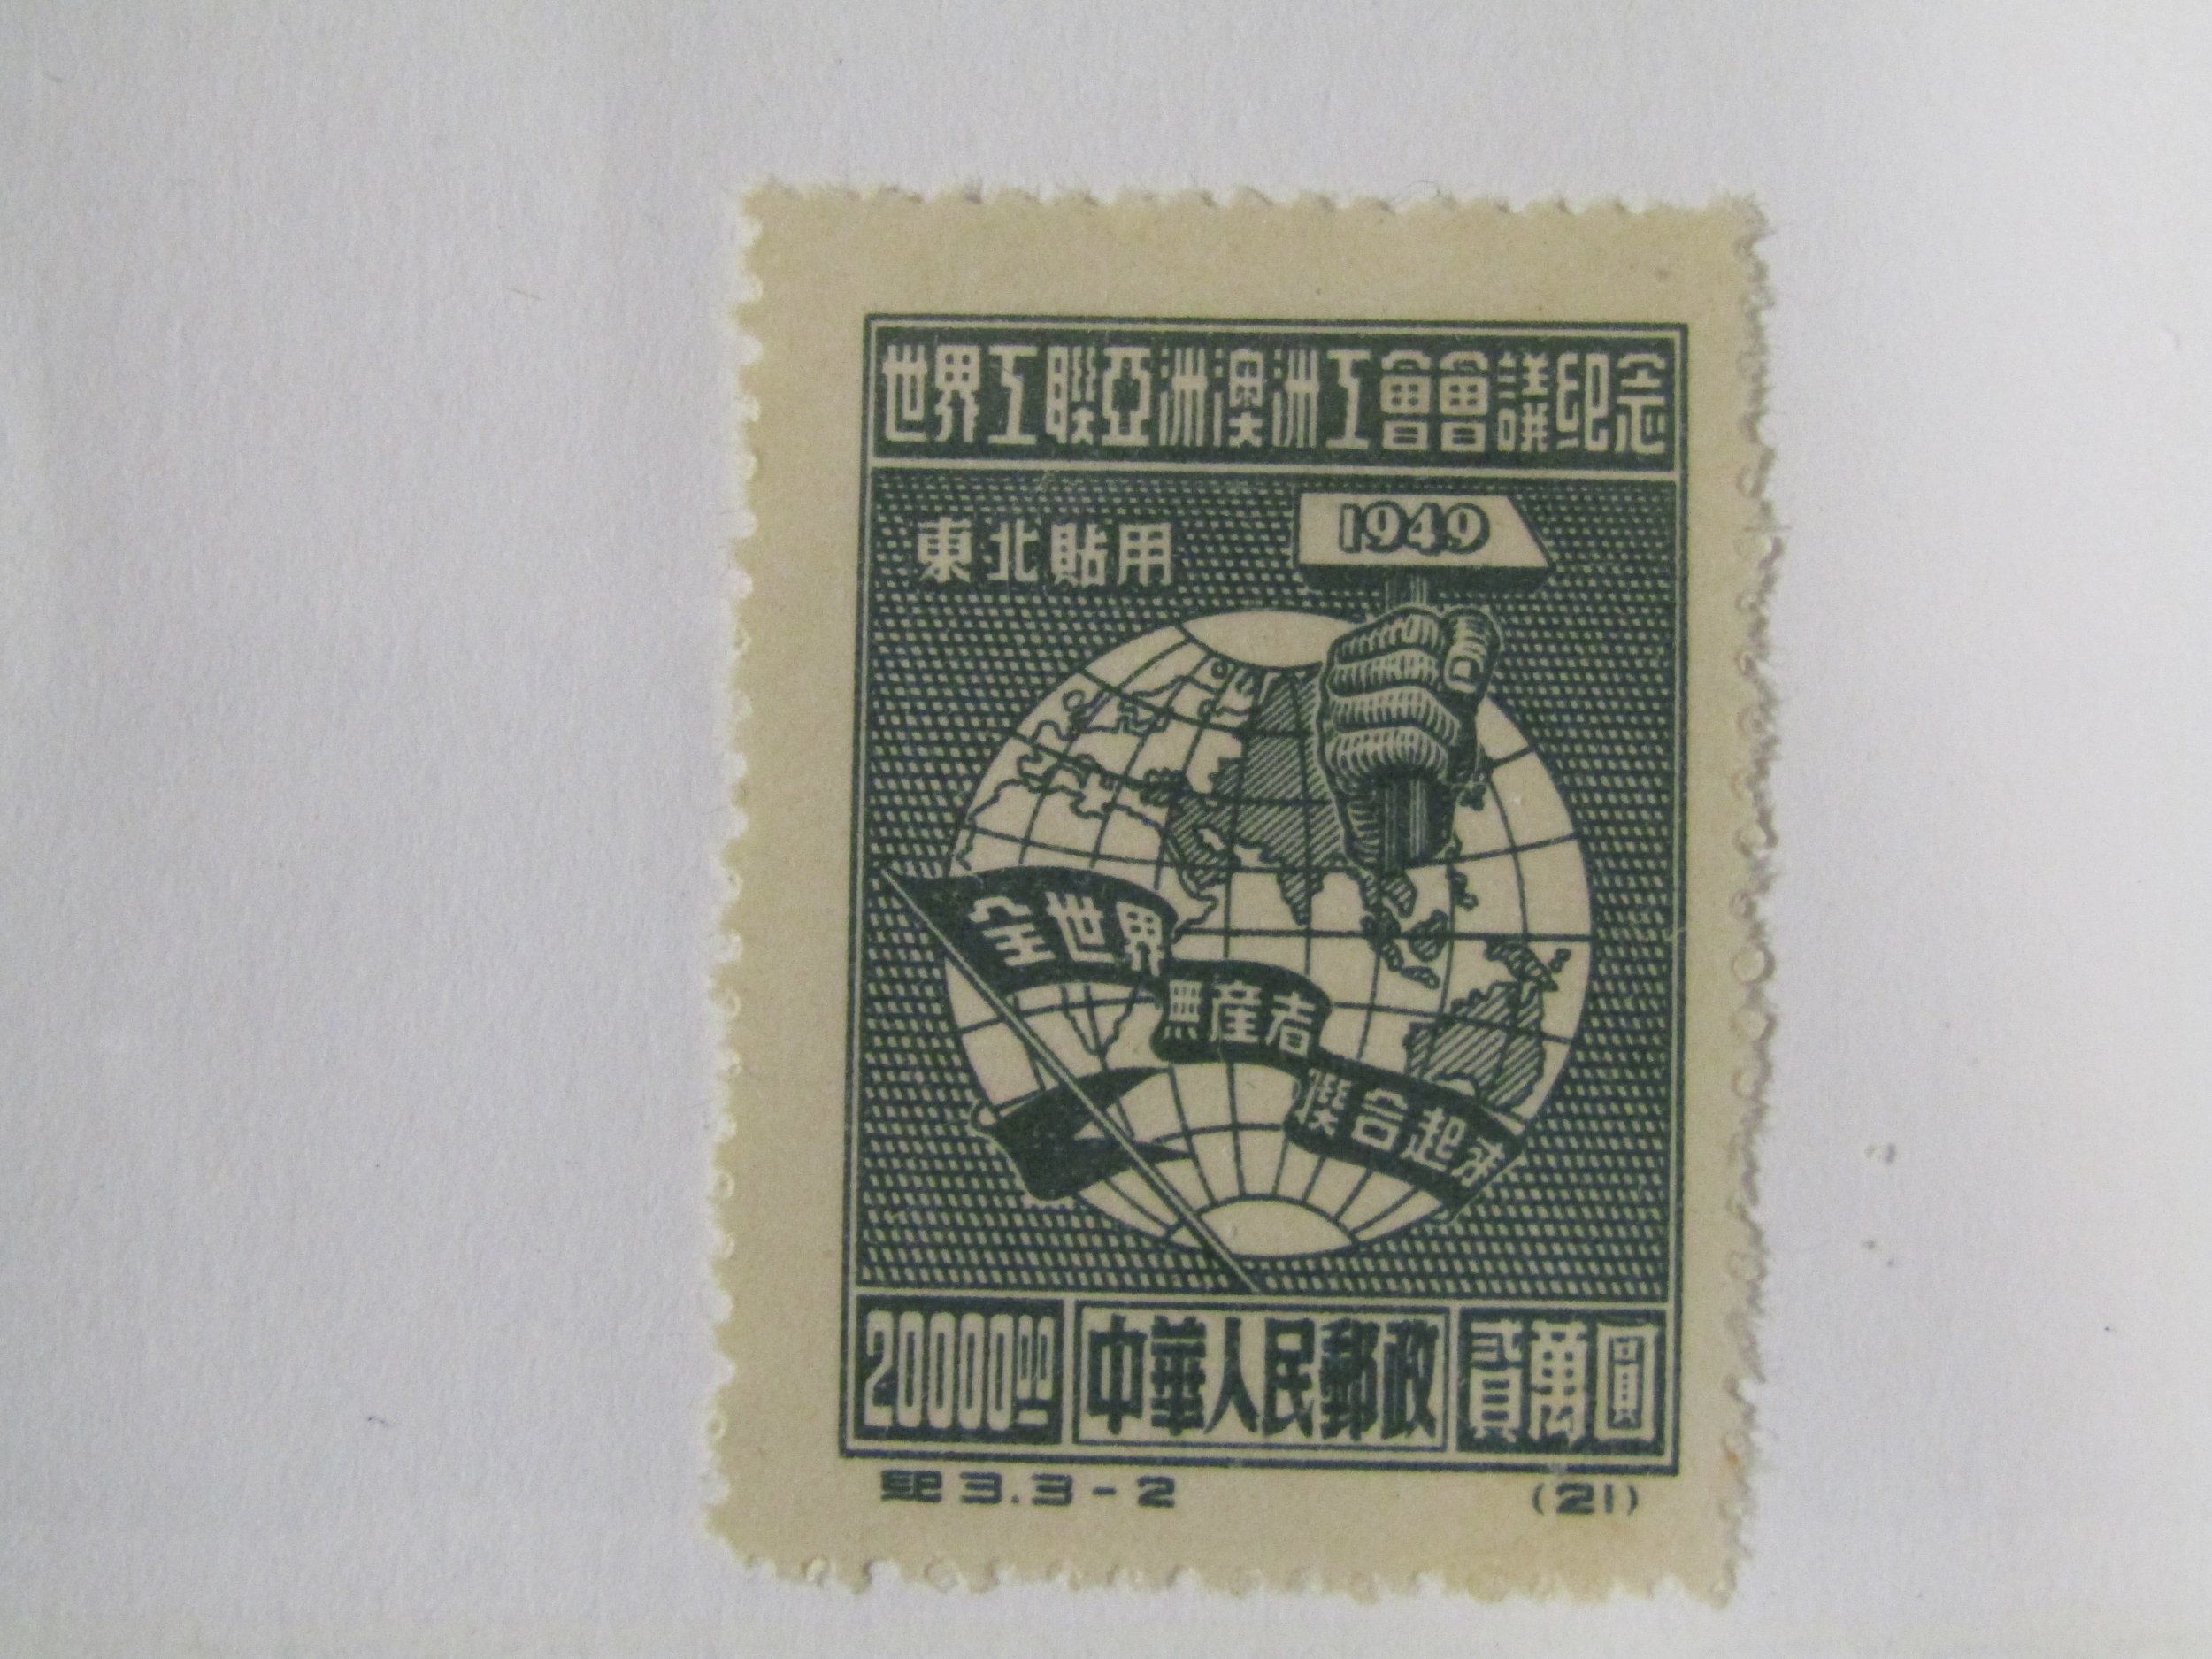 世界工聯亞洲澳洲工會會議紀念
1949
東北貼用
全世界
無産者
聯合起來
20000圓 中華人民郵政 貳萬圓
紀3.3-2 (21)